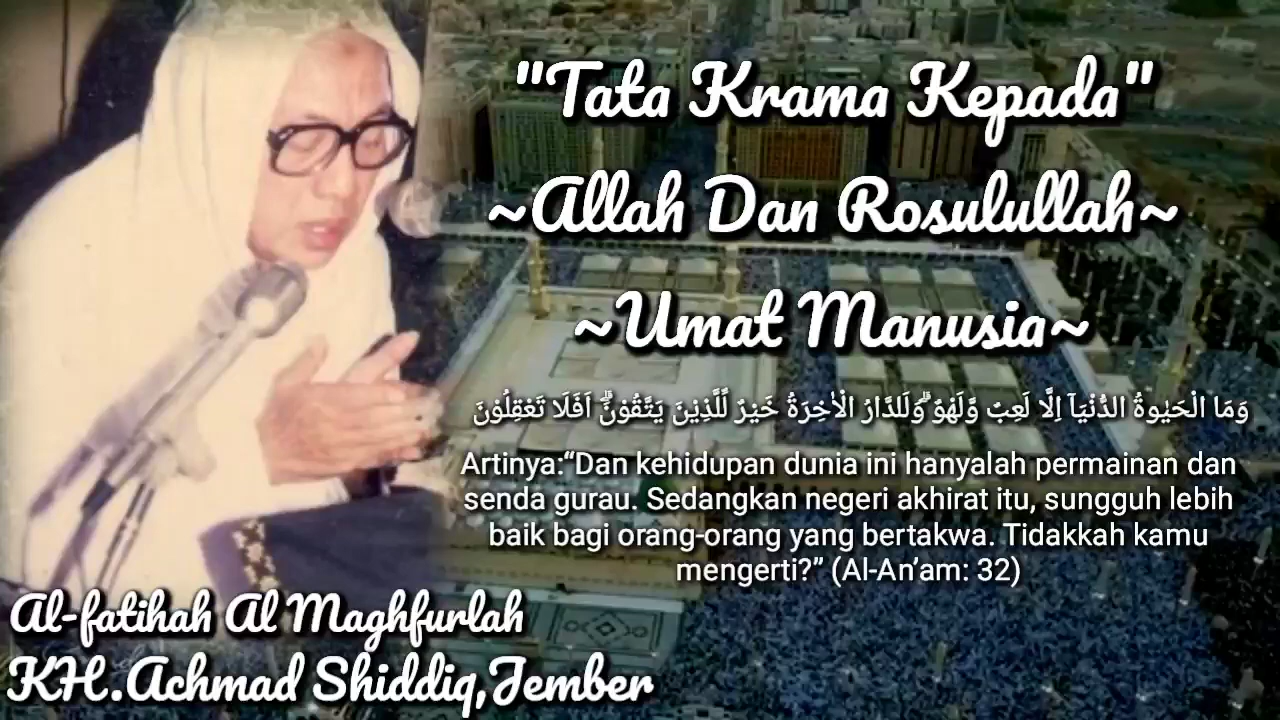 "Tata Krama Kepada"
~Allah Dan Rosulullah~
~Umat Manusia~
وَمَا الْحَيٰوةُ الدُّنْيَآ اِلَّا لَعِبٌ وَّلَهْوٌ ۗوَلَلدَّارُ الْاٰخِرَةُ خَيْرٌ لِّلَّذِيْنَ يَتَّقُوْنَۗ اَفَلَا تَعْقِلُوْنَ
Artinya:“Dan kehidupan dunia ini hanyalah permainan dan
senda gurau. Sedangkan negeri akhirat itu, sungguh lebih
baik bagi orang-orang yang bertakwa. Tidakkah kamu
mengerti?” (Al-An’am: 32)
Al-fatihah Al Maghfurlah
KH.Achmad Shiddiq,Jember